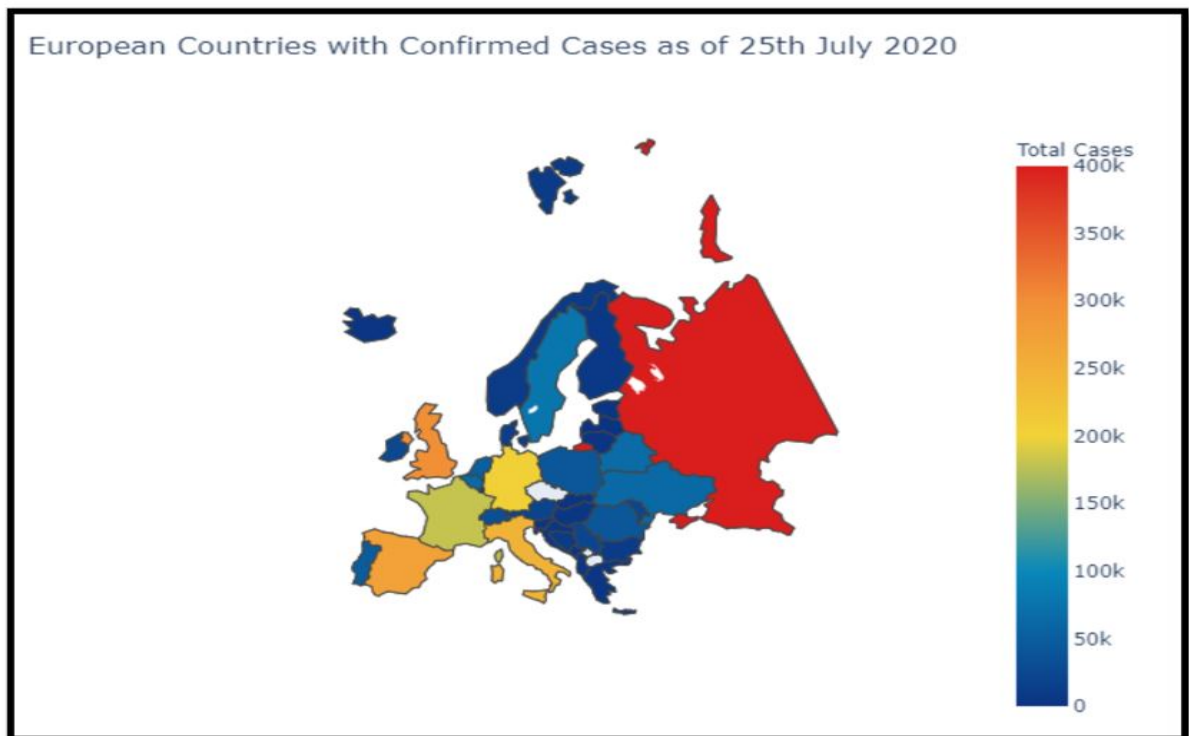 European Countries with Confirmed Cases as of 25th July 2020
Total Cases
400k
350k
300k
250k
200k
150k
100k
50k
0